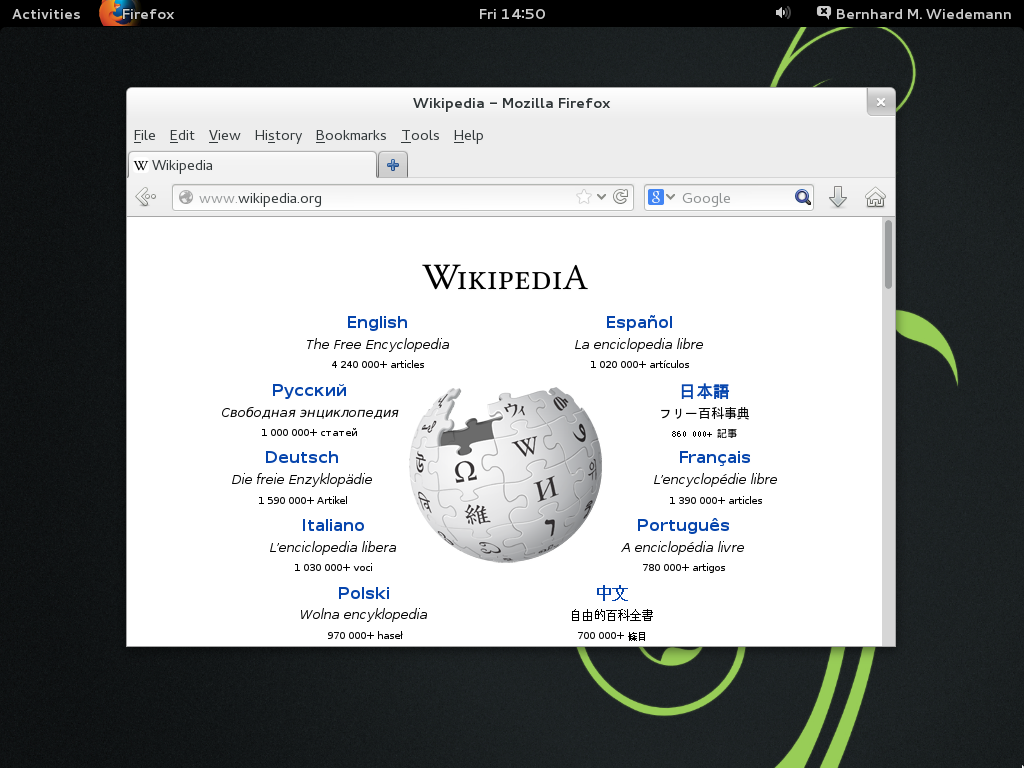 Activities Firefox Fri 14:50 Bernhard M. Wiedemann
Wikipedia – Mozilla Firefox
File Edit View History Bookmarks Tools Help
W Wikipedia
www.wikipedia.org 8 Google
WIKIPEDIA
English Español
The Free Encyclopedia La enciclopedia libre
4 240 000+ articles 1 020 000+ artículos
Русский 日本語
Свободная энциклопедия フリー百科事典
1 000 000+ статей 860 000+ 記事
Deutsch Français
Die freie Enzyklopädie L'encyclopédie libre
1 590 000+ Artikel 1 390 000+ articles
Ω W И 維
Italiano Português
L'enciclopedia libera A enciclopédia livre
1 030 000+ voci 780 000+ artigos
Polski 中文
Wolna encyklopedia 自由的百科全書
970 000+ haseł 700 000+ 條目